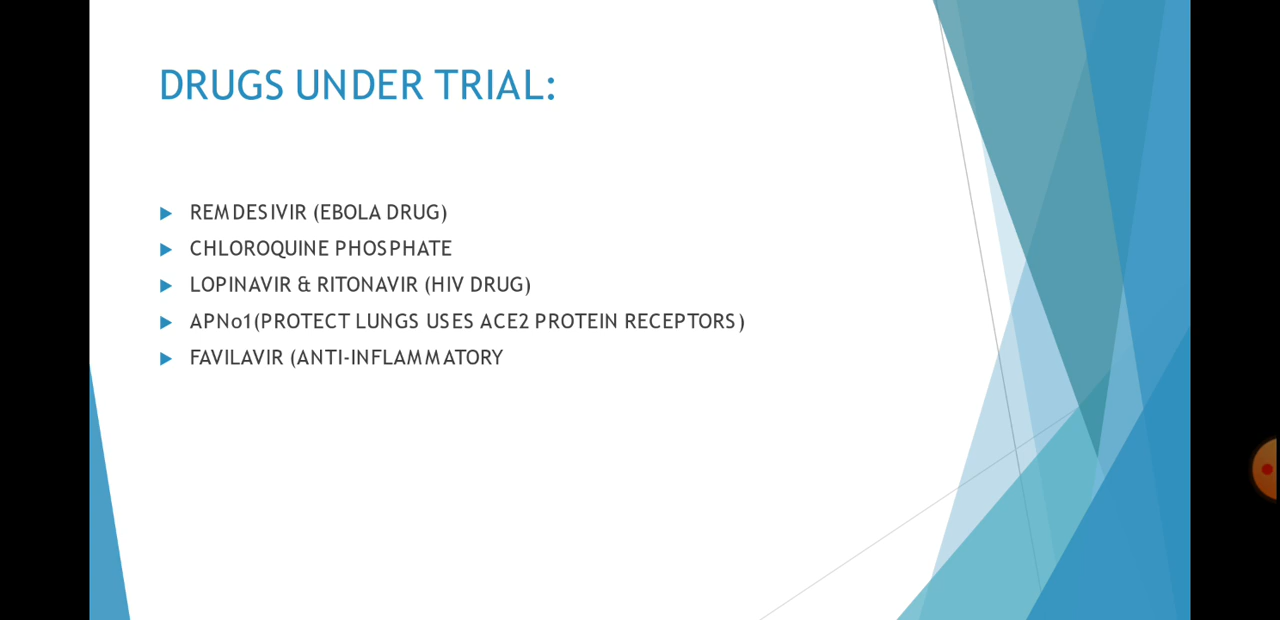 DRUGS UNDER TRIAL:
REMDESIVIR (EBOLA DRUG)
CHLOROQUINE PHOSPHATE
LOPINAVIR & RITONAVIR (HIV DRUG)
APNo1(PROTECT LUNGS USES ACE2 PROTEIN RECEPTORS)
FAVILAVIR (ANTI-INFLAMMATORY